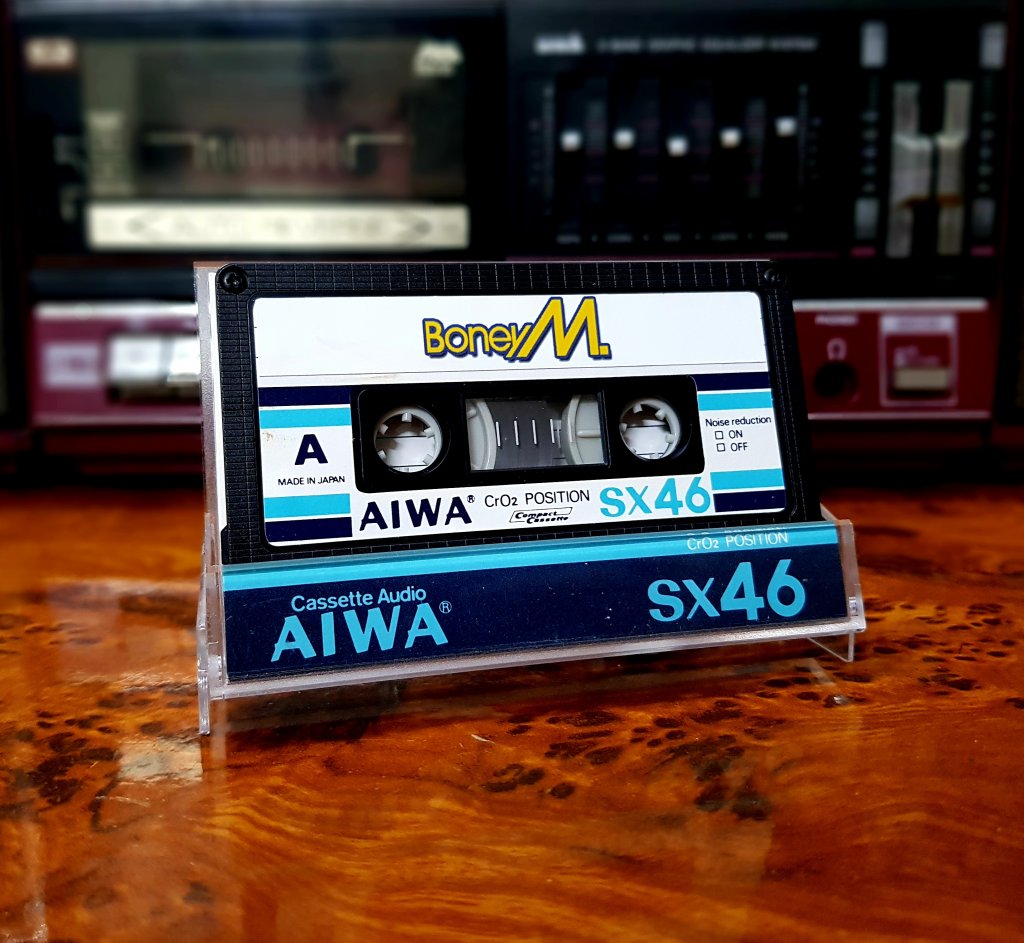 Boney M.
A
MADE IN JAPAN
Noise reduction
ON
OFF
AIWA® CrO2 POSITION SX46
Compact
Cassette
CrO2 POSITION
Cassette Audio
AIWA® SX46